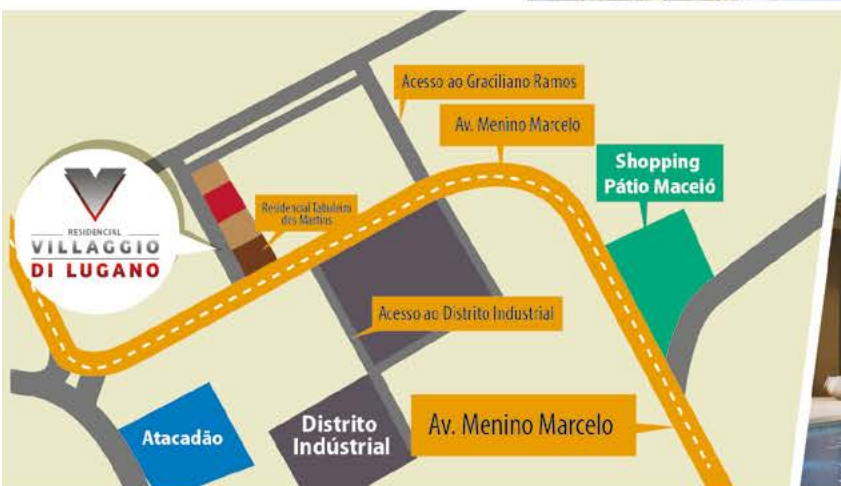 Acesso ao Graciliano Ramos
Av. Menino Marcelo
Shopping
Pátio Maceió
Residencial Tabuleiro
dos Martins
RESIDENCIAL
VILLAGGIO
DI LUGANO
Acesso ao Distrito Industrial
Atacadão
Distrito
Indústrial
Av. Menino Marcelo